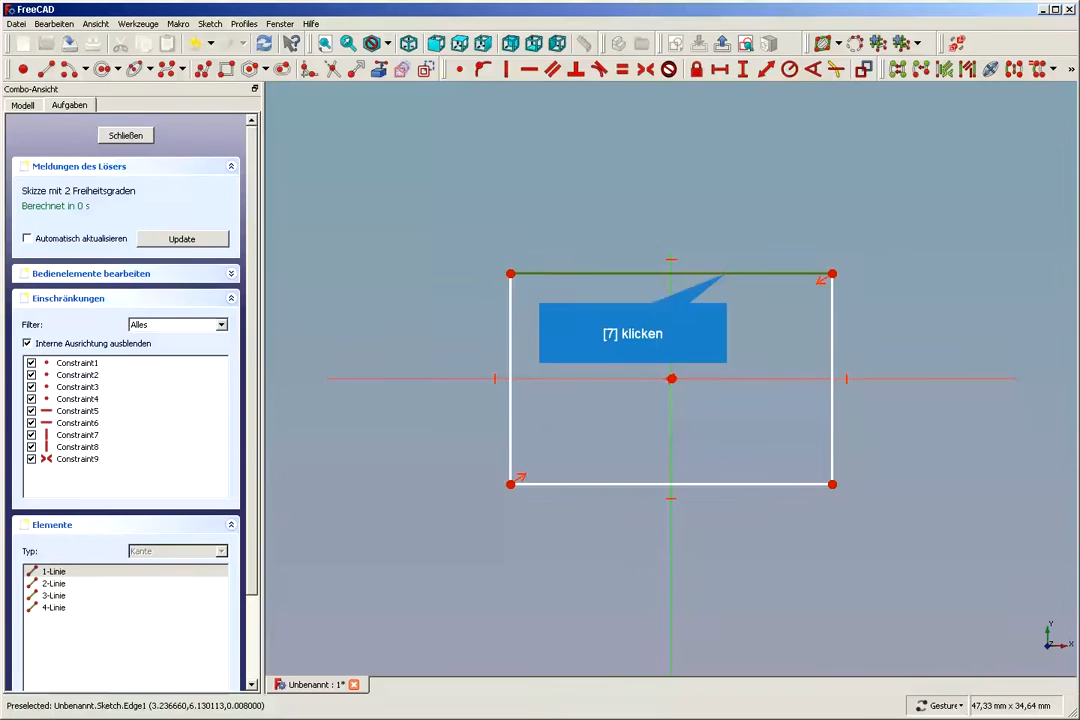 FreeCAD
Datei Bearbeiten Ansicht Werkzeuge Makro Sketch Profiles Fenster Hilfe
Combo-Ansicht
Modell Aufgaben
Schließen
Meldungen des Lösers
Skizze mit 2 Freiheitsgraden
Berechnet in 0 s
Automatisch aktualisieren Update
Bedienelemente bearbeiten
Einschränkungen
Filter: Alles
Interne Ausrichtung ausblenden
Constraint1
Constraint2
Constraint3
Constraint4
Constraint5
Constraint6
Constraint7
Constraint8
Constraint9
Elemente
Typ: Kante
1-Linie
2-Linie
3-Linie
4-Linie
[7] klicken
Y
Z X
Unbenannt : 1*
Preselected: Unbenannt.Sketch.Edge1 (3.236660,6.130113,0.008000)
Gesture
47,33 mm x 34,64 mm